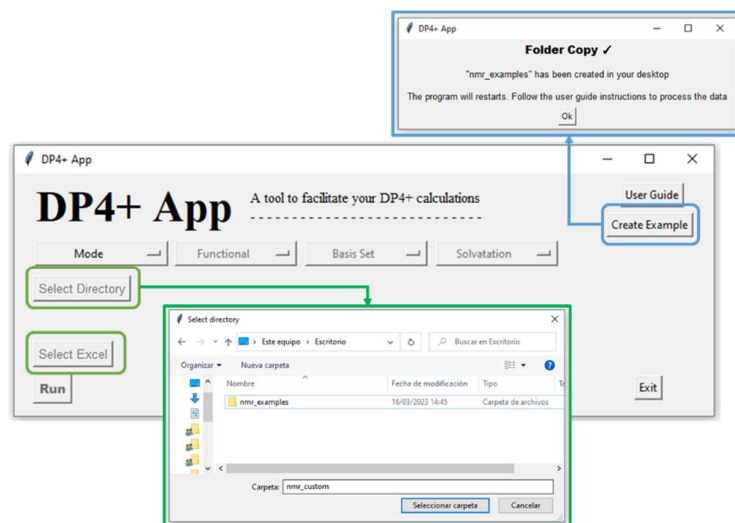 DP4+ App
Folder Copy ✓
"nmr_examples" has been created in your desktop
The program will restarts. Follow the user guide instructions to process the data
Ok
DP4+ App
DP4+ App
A tool to facilitate your DP4+ calculations
User Guide
Create Example
Mode Functional Basis Set Solvatation
Select Directory
Select directory
Este equipo > Escritorio
Buscar en Escritorio
Organizar Nueva carpeta
Nombre Fecha de modificación Tipo
nmr_examples 16/03/2023 14:45 Carpeta de archivos
Select Excel
Run
Exit
Carpeta: nmr_custom
Seleccionar carpeta Cancelar